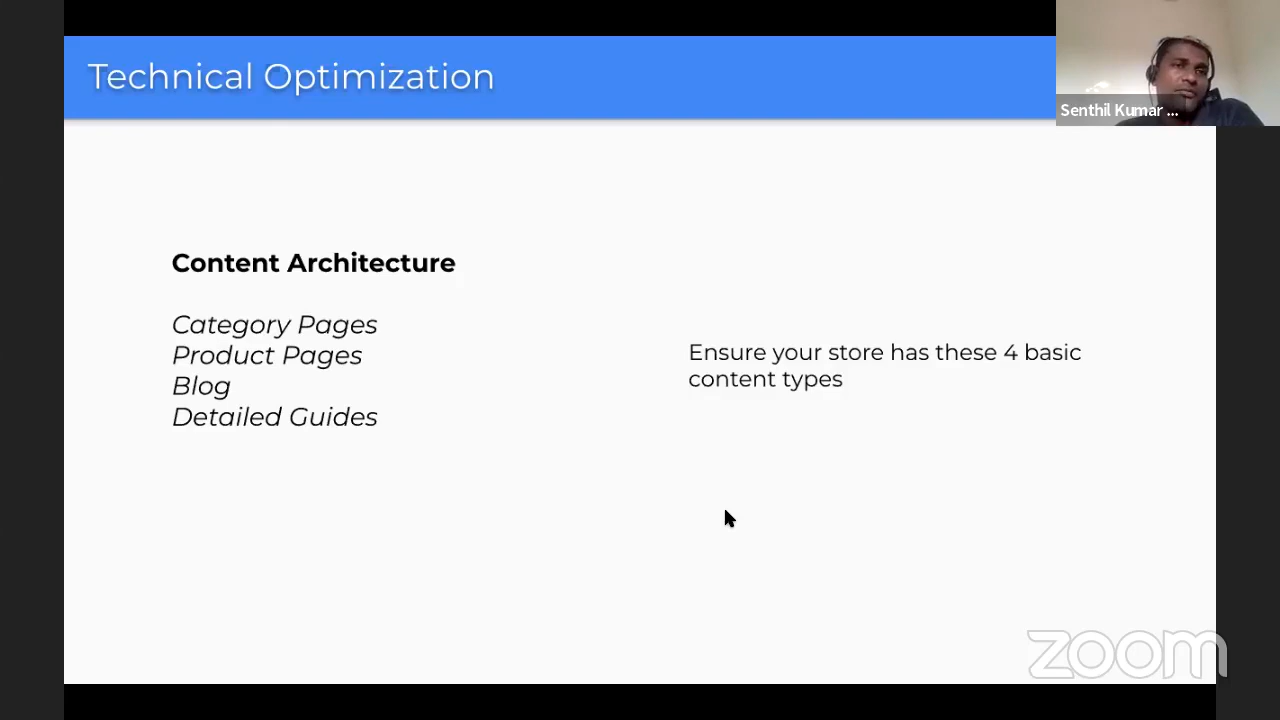 Technical Optimization
Senthil Kumar ...
Content Architecture
Category Pages
Product Pages
Blog
Detailed Guides
Ensure your store has these 4 basic
content types
zoom